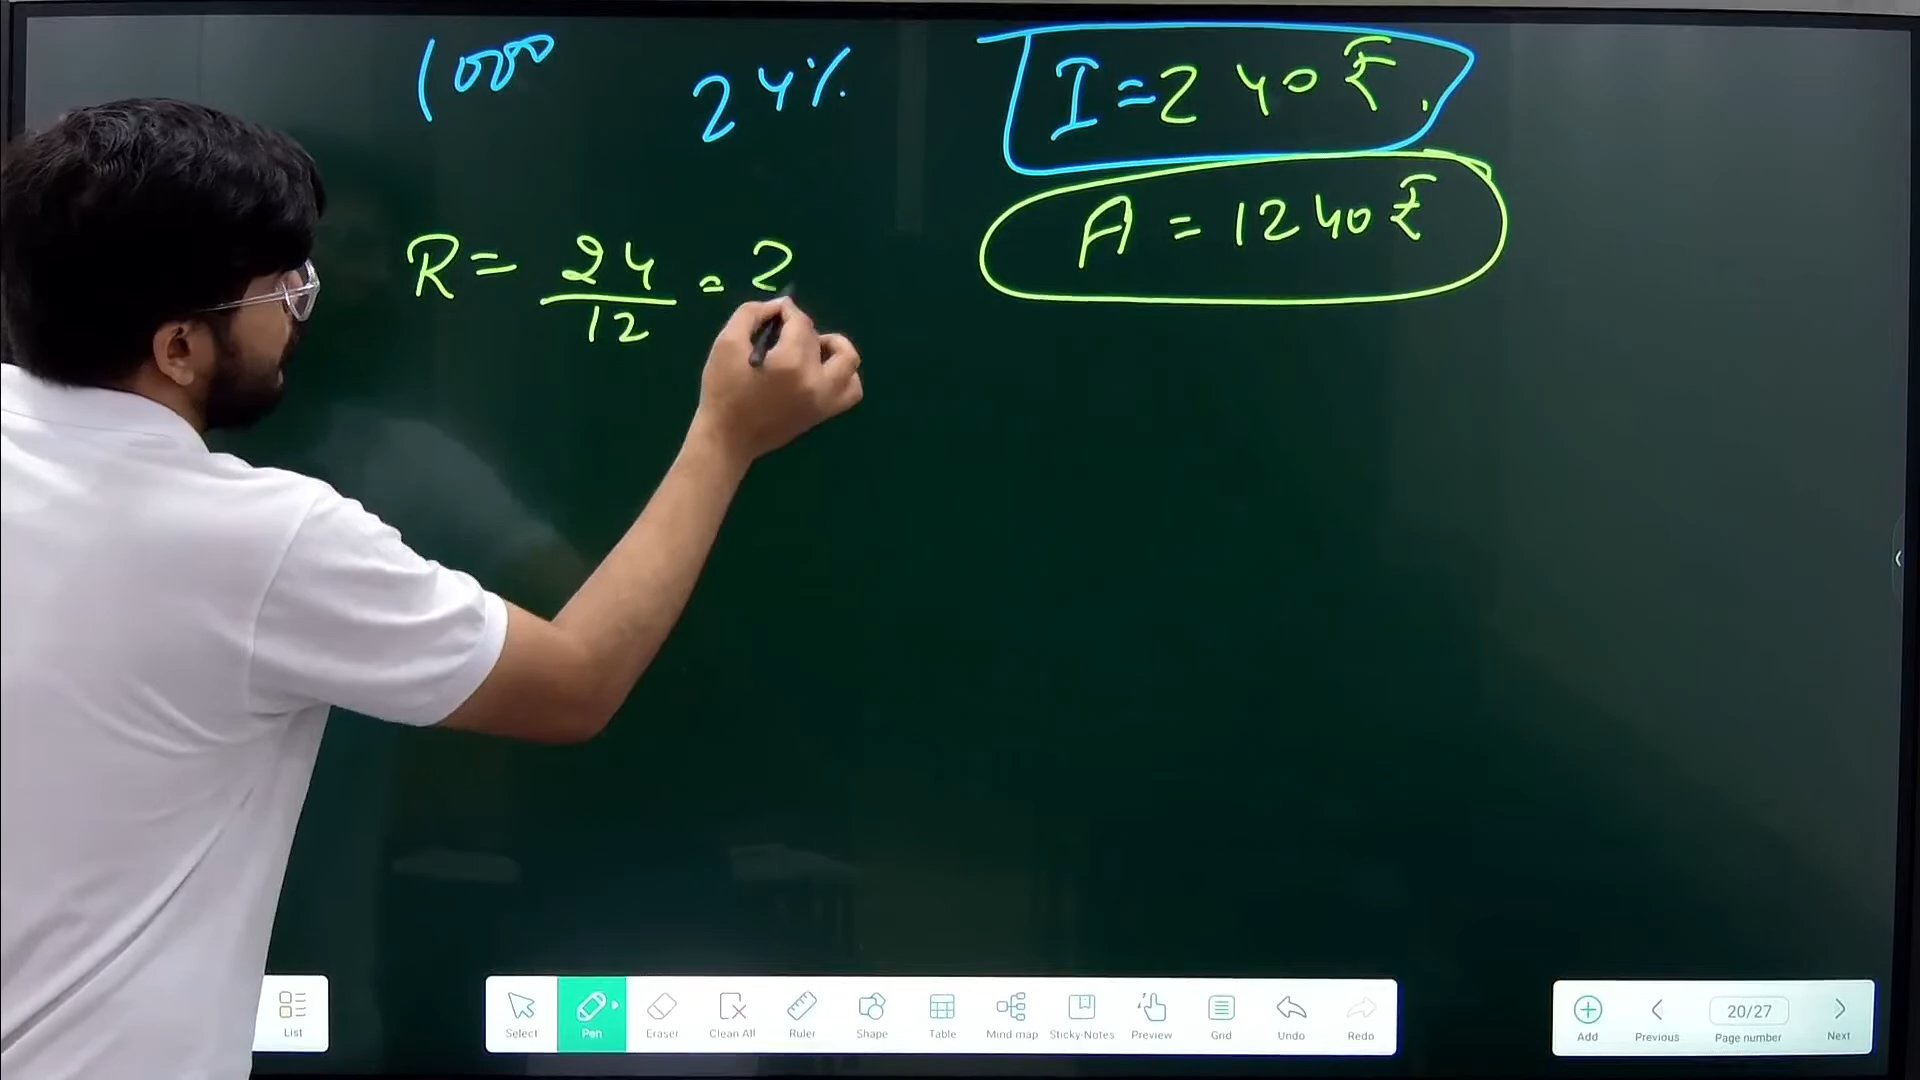 1000 24% I = 240 ₹.
A = 1240 ₹
R = 24/12 = 2
List
Select Pen Eraser Clean All Ruler Shape Table Mind map Sticky-Notes Preview Grid Undo Redo
Add Previous 20/27 Page number Next